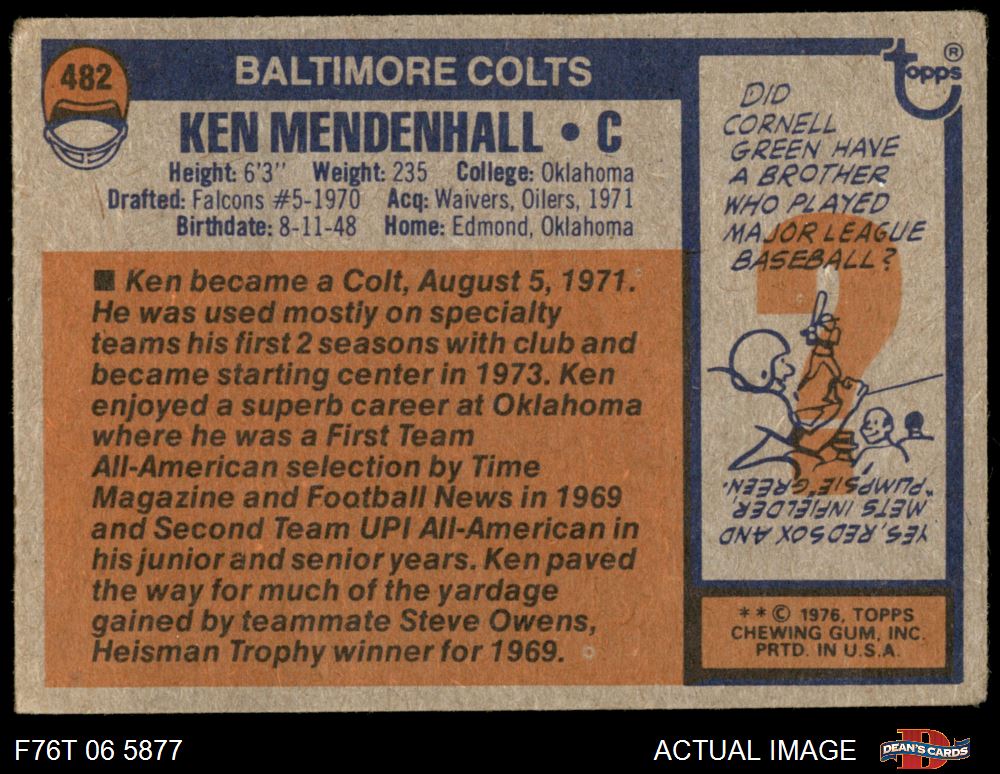 482
BALTIMORE COLTS
KEN MENDENHALL • C
Height: 6'3" Weight: 235 College: Oklahoma
Drafted: Falcons #5-1970 Acq: Waivers, Oilers, 1971
Birthdate: 8-11-48 Home: Edmond, Oklahoma
■ Ken became a Colt, August 5, 1971.
He was used mostly on specialty
teams his first 2 seasons with club and
became starting center in 1973. Ken
enjoyed a superb career at Oklahoma
where he was a First Team
All-American selection by Time
Magazine and Football News in 1969
and Second Team UPI All-American in
his junior and senior years. Ken paved
the way for much of the yardage
gained by teammate Steve Owens,
Heisman Trophy winner for 1969.
topps®
DID
CORNELL
GREEN HAVE
A BROTHER
WHO PLAYED
MAJOR LEAGUE
BASEBALL?
?
YES, RED SOX AND
METS INFIELDER
"PUMPSIE GREEN.
* * © 1976, TOPPS
CHEWING GUM, INC.
PRTD. IN U.S.A.
F76T 06 5877
ACTUAL IMAGE
DEAN'S CARDS